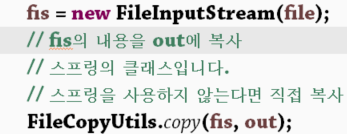 fis = new FileInputStream(file);
// fis의 내용을 out에 복사
// 스프링의 클래스입니다.
// 스프링을 사용하지 않는다면 직접 복사
FileCopyUtils.copy(fis, out);